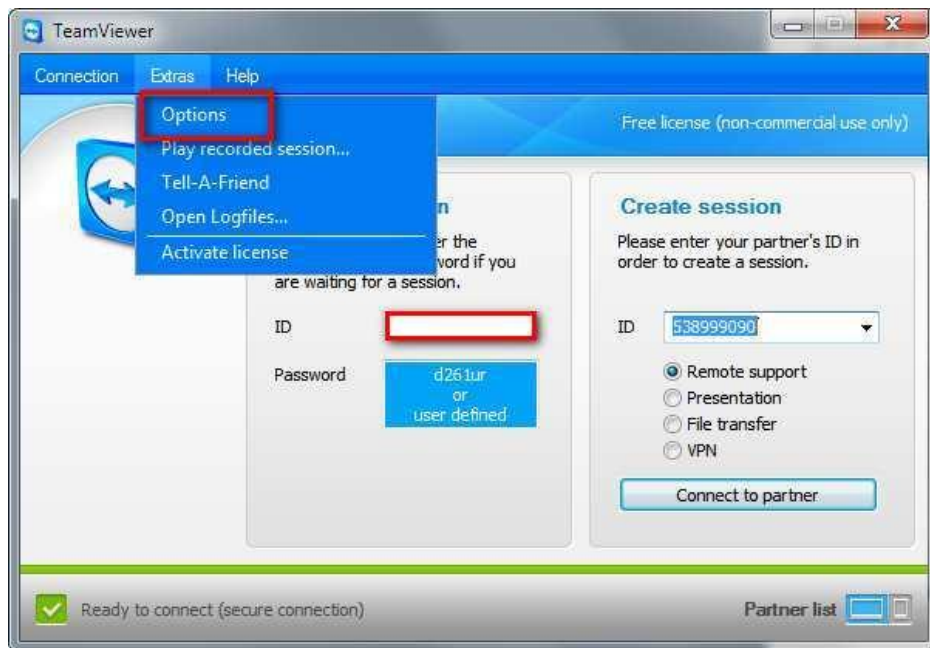 TeamViewer
Connection Extras Help
Options
Play recorded session...
Tell-A-Friend
Open Logfiles...
Activate license
Free license (non-commercial use only)
n
er the
word if you
are waiting for a session.
ID
Password
d261ur
or
user defined
Create session
Please enter your partner's ID in
order to create a session.
ID 538999090
Remote support
Presentation
File transfer
VPN
Connect to partner
Ready to connect (secure connection)
Partner list